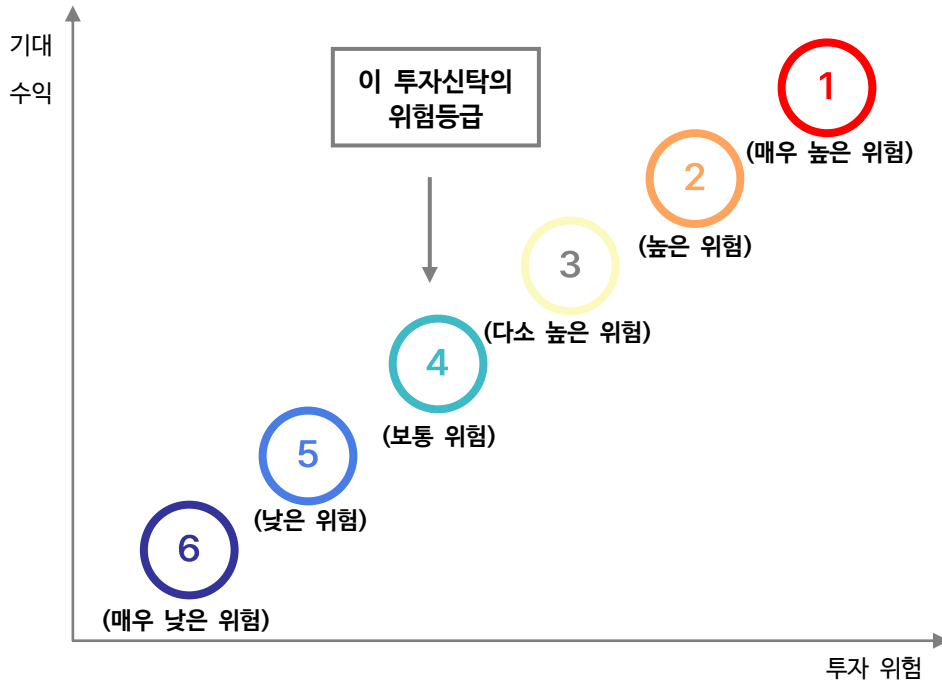 기대
수익
이 투자신탁의
위험등급
1
(매우 높은 위험)
2
(높은 위험)
3
(다소 높은 위험)
4
(보통 위험)
5
(낮은 위험)
6
(매우 낮은 위험)
투자 위험